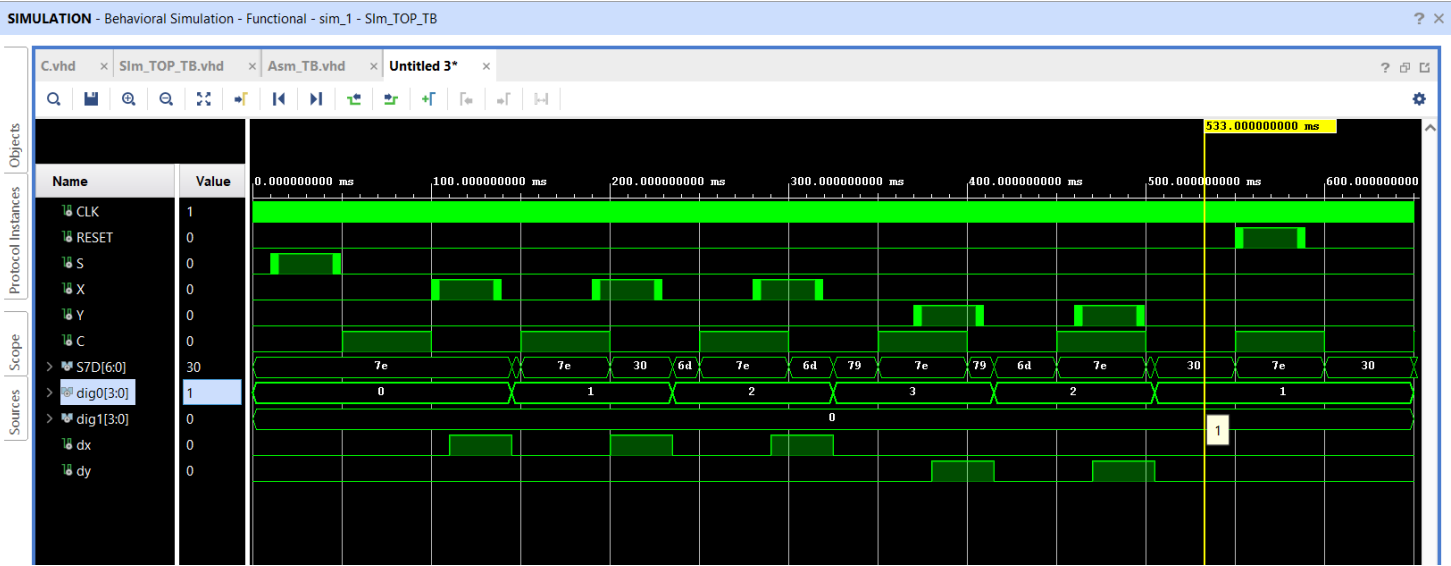 SIMULATION - Behavioral Simulation - Functional - sim_1 - SIm_TOP_TB ? ×
C.vhd × SIm_TOP_TB.vhd × Asm_TB.vhd × Untitled 3* × ?
Objects
Protocol Instances
Scope
Sources
533.000000000 ms
Name Value 0.000000000 ms 100.000000000 ms 200.000000000 ms 300.000000000 ms 400.000000000 ms 500.000000000 ms 600.000000000
CLK 1
RESET 0
S 0
X 0
Y 0
C 0
S7D[6:0] 30 7e 7e 30 6d 7e 6d 79 7e 79 6d 7e 30 7e 30
dig0[3:0] 1 0 1 2 3 2 1
dig1[3:0] 0 0
1
dx 0
dy 0